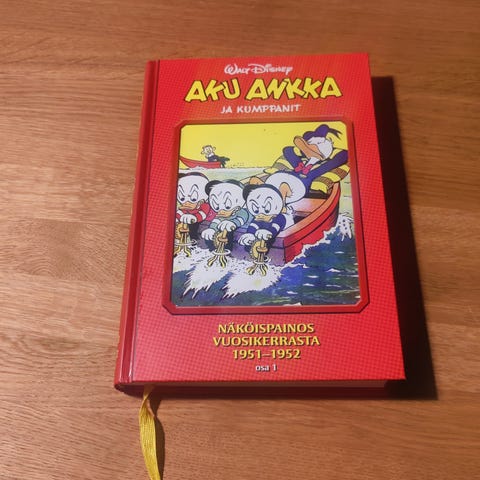 Walt Disney
AKU ANKKA
JA KUMPPANIT
NÄKÖISPAINOS
VUOSIKERRASTA
1951–1952
osa 1